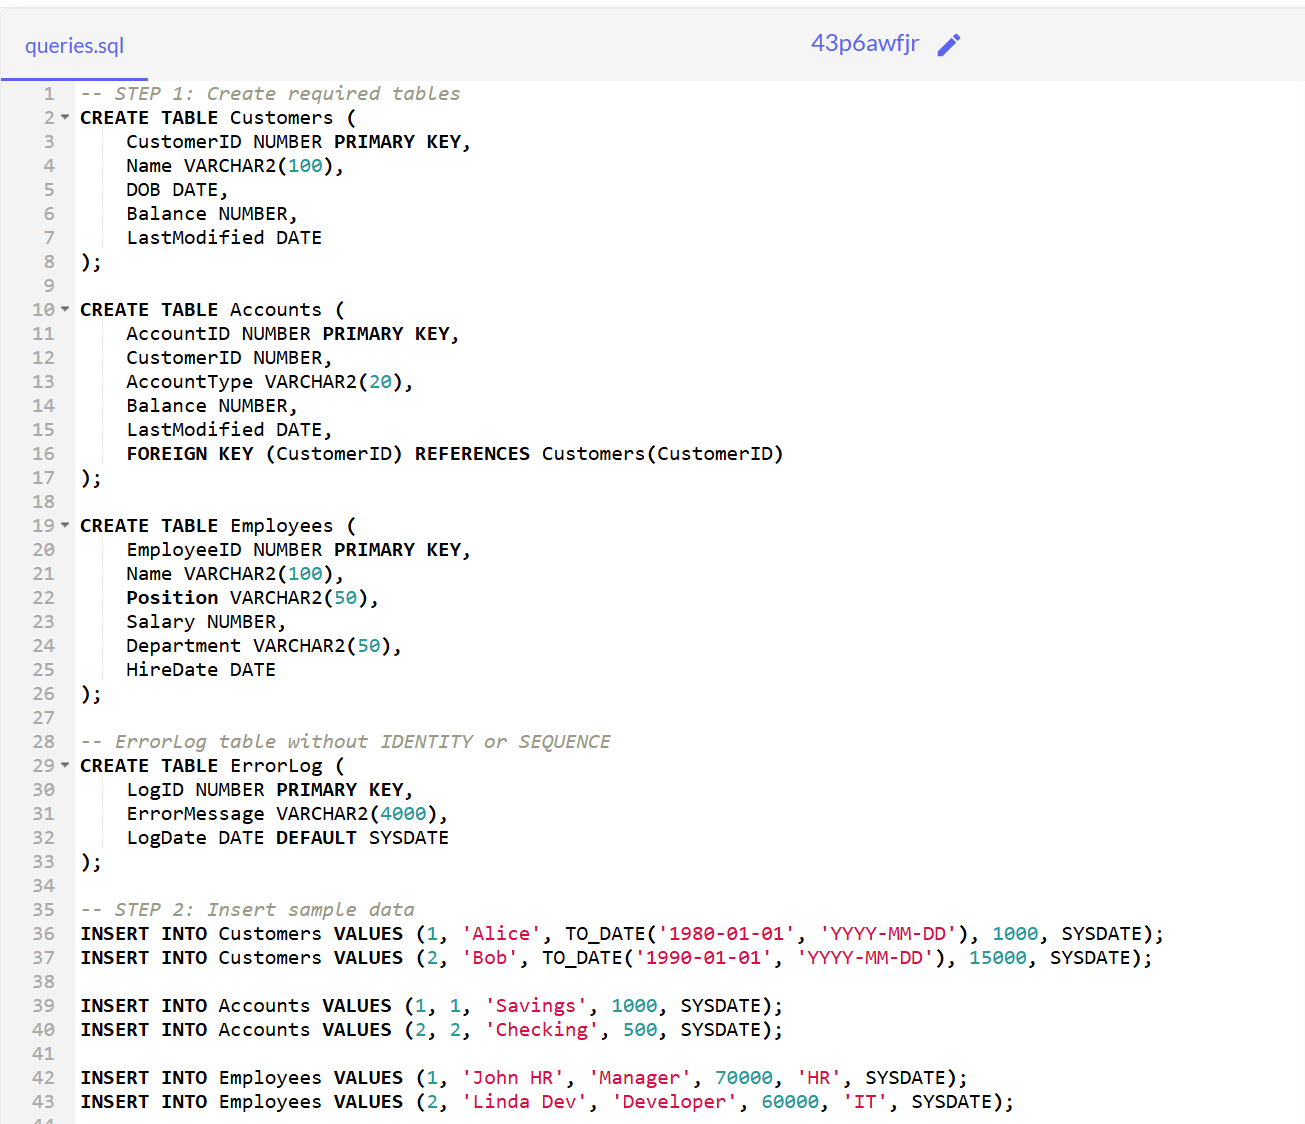 queries.sql
43p6awfjr
1 -- STEP 1: Create required tables
2 CREATE TABLE Customers (
3     CustomerID NUMBER PRIMARY KEY,
4     Name VARCHAR2(100),
5     DOB DATE,
6     Balance NUMBER,
7     LastModified DATE
8 );
9
10 CREATE TABLE Accounts (
11     AccountID NUMBER PRIMARY KEY,
12     CustomerID NUMBER,
13     AccountType VARCHAR2(20),
14     Balance NUMBER,
15     LastModified DATE,
16     FOREIGN KEY (CustomerID) REFERENCES Customers(CustomerID)
17 );
18
19 CREATE TABLE Employees (
20     EmployeeID NUMBER PRIMARY KEY,
21     Name VARCHAR2(100),
22     Position VARCHAR2(50),
23     Salary NUMBER,
24     Department VARCHAR2(50),
25     HireDate DATE
26 );
27
28 -- ErrorLog table without IDENTITY or SEQUENCE
29 CREATE TABLE ErrorLog (
30     LogID NUMBER PRIMARY KEY,
31     ErrorMessage VARCHAR2(4000),
32     LogDate DATE DEFAULT SYSDATE
33 );
34
35 -- STEP 2: Insert sample data
36 INSERT INTO Customers VALUES (1, 'Alice', TO_DATE('1980-01-01', 'YYYY-MM-DD'), 1000, SYSDATE);
37 INSERT INTO Customers VALUES (2, 'Bob', TO_DATE('1990-01-01', 'YYYY-MM-DD'), 15000, SYSDATE);
38
39 INSERT INTO Accounts VALUES (1, 1, 'Savings', 1000, SYSDATE);
40 INSERT INTO Accounts VALUES (2, 2, 'Checking', 500, SYSDATE);
41
42 INSERT INTO Employees VALUES (1, 'John HR', 'Manager', 70000, 'HR', SYSDATE);
43 INSERT INTO Employees VALUES (2, 'Linda Dev', 'Developer', 60000, 'IT', SYSDATE);
44